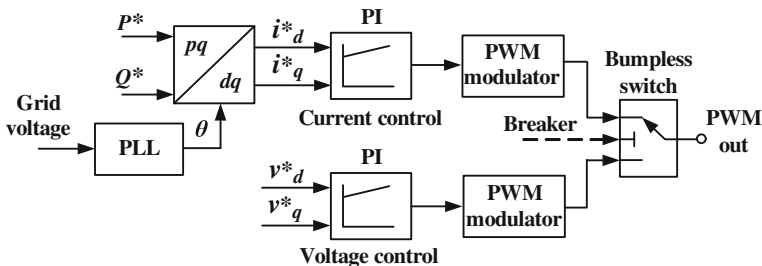 P*
Q*
pq
dq
i*d
i*q
PI
Current control
PWM
modulator
Bumpless
switch
Grid
voltage
PLL
θ
Breaker
PWM
out
v*d
v*q
PI
Voltage control
PWM
modulator